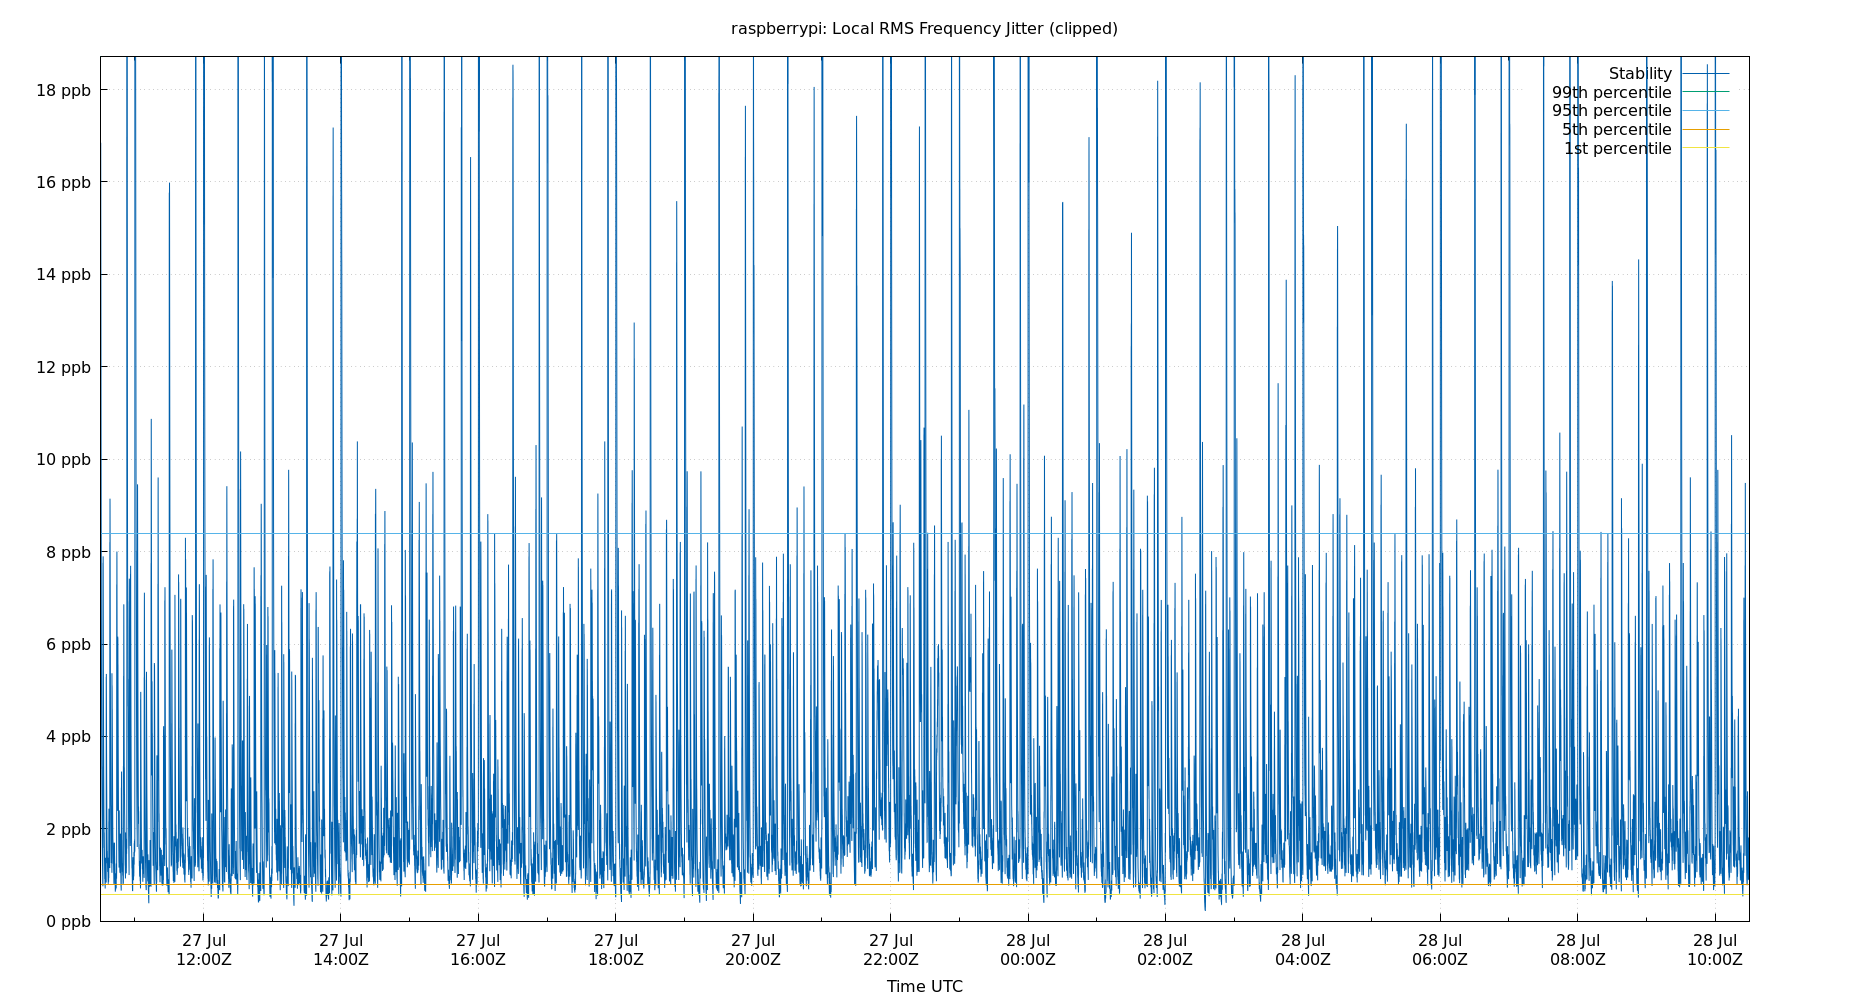 raspberrypi: Local RMS Frequency Jitter (clipped)
Stability
99th percentile
95th percentile
5th percentile
1st percentile
18 ppb
16 ppb
14 ppb
12 ppb
10 ppb
8 ppb
6 ppb
4 ppb
2 ppb
0 ppb
27 Jul 27 Jul 27 Jul 27 Jul 27 Jul 27 Jul 28 Jul 28 Jul 28 Jul 28 Jul 28 Jul 28 Jul
12:00Z 14:00Z 16:00Z 18:00Z 20:00Z 22:00Z 00:00Z 02:00Z 04:00Z 06:00Z 08:00Z 10:00Z
Time UTC